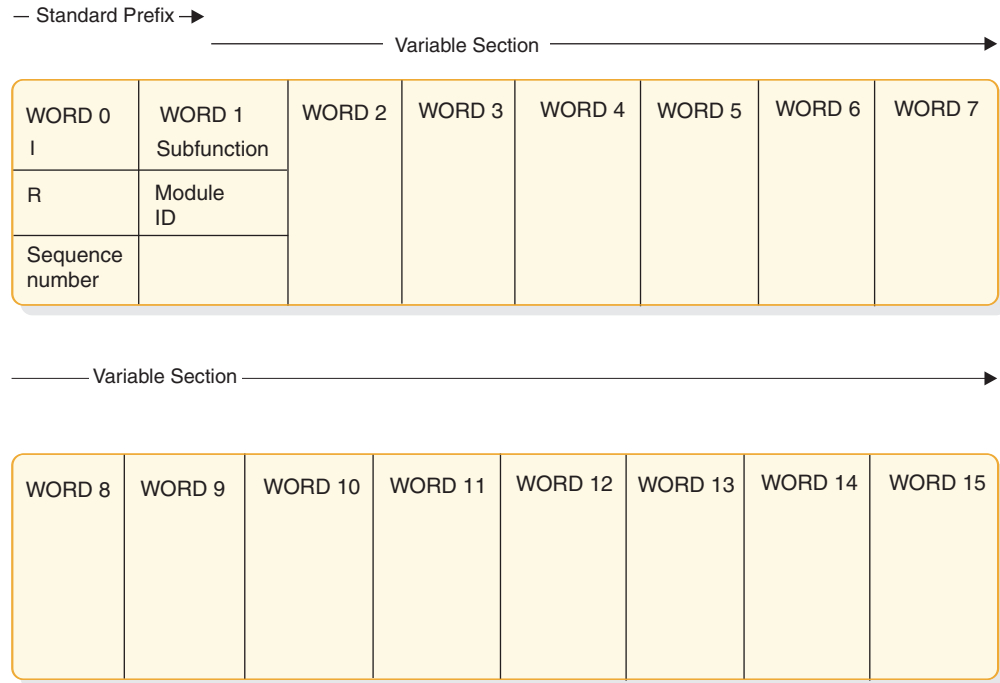 Standard Prefix
Variable Section
WORD 0
I
R
Sequence
number
WORD 1
Subfunction
Module
ID
WORD 2
WORD 3
WORD 4
WORD 5
WORD 6
WORD 7
Variable Section
WORD 8
WORD 9
WORD 10
WORD 11
WORD 12
WORD 13
WORD 14
WORD 15